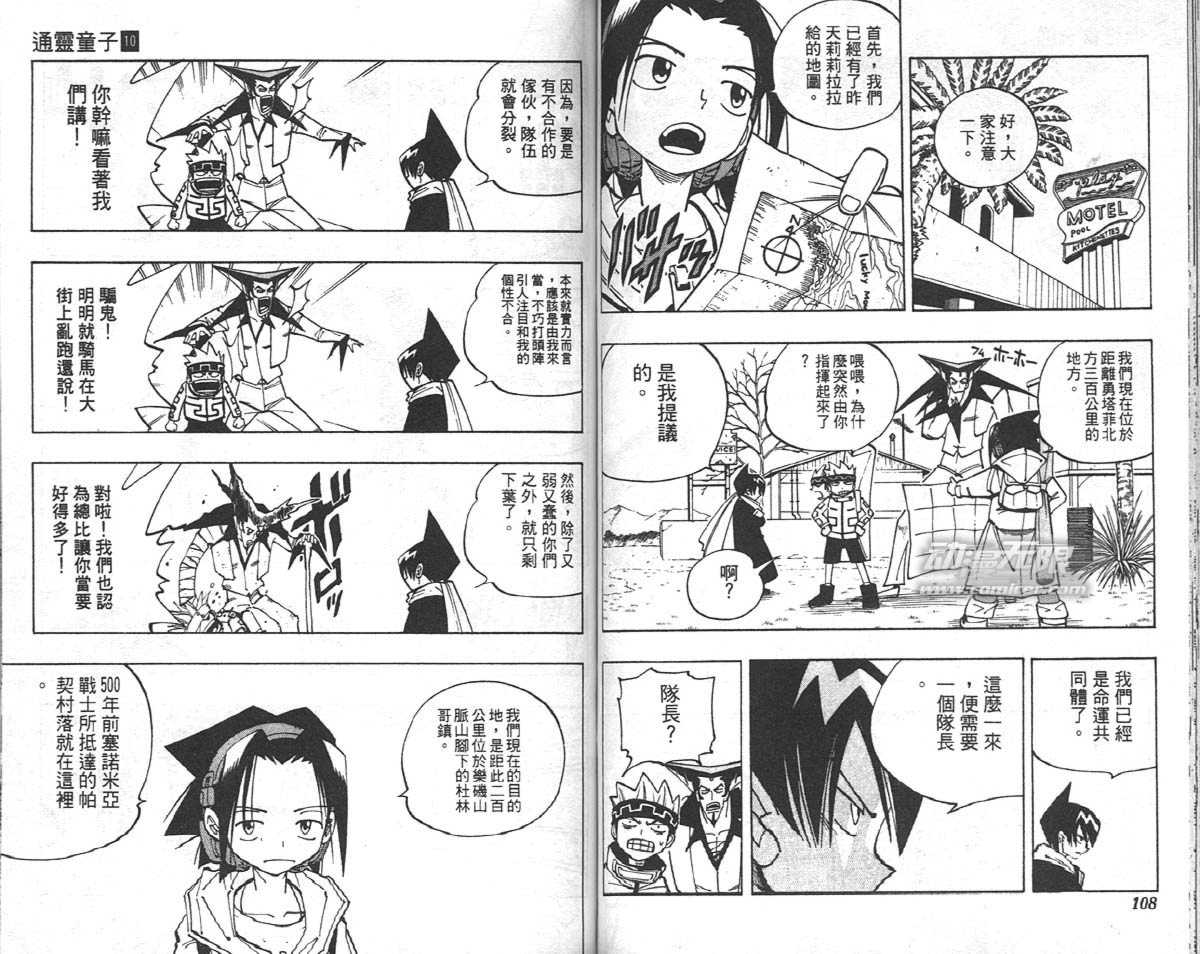 好，大
家注意
一下。
MOTEL
POOL
KITCHENETTES
首先，我們
已經有了昨
天莉莉拉拉
給的地圖。
N
lucky
我們現在位於
距離勇塔菲北
方三百公里的
地方。
ホーホー
喂喂，為什
麼突然由你
指揮起來了
？
是我提議
的。
啊？
动漫无限
www.comicer.com
我們已經
是命運共
同體了。
這麼一來
，便需要
一個隊長
。
隊長？
108
通靈童子 10
因為，要是
有不合作的
傢伙，隊伍
就會分裂。
你幹嘛看著我
們講！
本來就實力而言
，應該是由我來
當，不巧打頭陣
引人注目和我的
個性不合。
騙鬼！
明明就騎馬在大
街上亂跑還說！
然後，除了又
弱又蠢的你們
之外，就只剩
下葉了。
對啦！我們也認
為總比讓你當要
好得多了！
我們現在的目的
地，是距此二百
公里位於樂磯山
脈山腳下的杜林
哥鎮。
500年前塞諾米亞
戰士所抵達的帕
契村落就在這裡
。